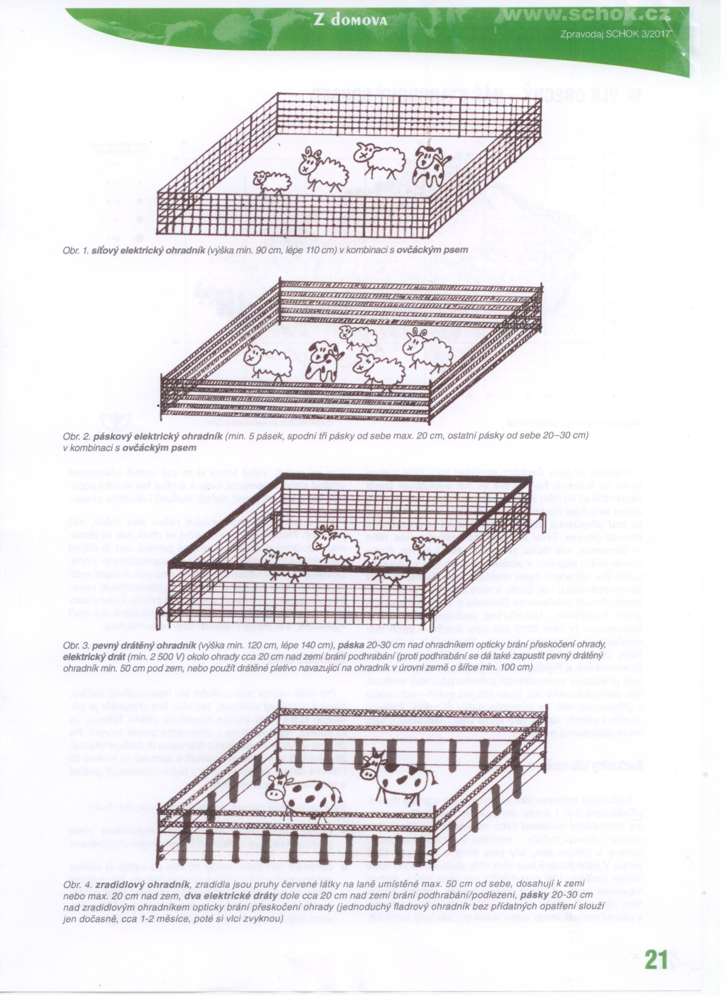 Z DOMOVA
www.schok.cz
Zpravodaj SCHOK 3/2017
Obr. 1. síťový elektrický ohradník (výška min. 90 cm, lépe 110 cm) v kombinaci s ovčáckým psem
Obr. 2. páskový elektrický ohradník (min. 5 pásek, spodní tři pásky od sebe max. 20 cm, ostatní pásky od sebe 20–30 cm)
v kombinaci s ovčáckým psem
Obr. 3. pevný drátěný ohradník (výška min. 120 cm, lépe 140 cm), páska 20-30 cm nad ohradníkem opticky brání přeskočení ohrady,
elektrický drát (min. 2 500 V) okolo ohrady cca 20 cm nad zemí brání podhrabání (proti podhrabání se dá také zapustit pevný drátěný
ohradník min. 50 cm pod zem, nebo použít drátěné pletivo navazující na ohradník v úrovni země o šířce min. 100 cm)
Obr. 4. zradidlový ohradník, zradidla jsou pruhy červené látky na laně umístěné max. 50 cm od sebe, dosahují k zemi
nebo max. 20 cm nad zem, dva elektrické dráty dole cca 20 cm nad zemí brání podhrabání/podlezení, pásky 20-30 cm
nad zradidlovým ohradníkem opticky brání přeskočení ohrady (jednoduchý fladrový ohradník bez přídatných opatření slouží
jen dočasně, cca 1-2 měsíce, poté si vlci zvyknou)
21